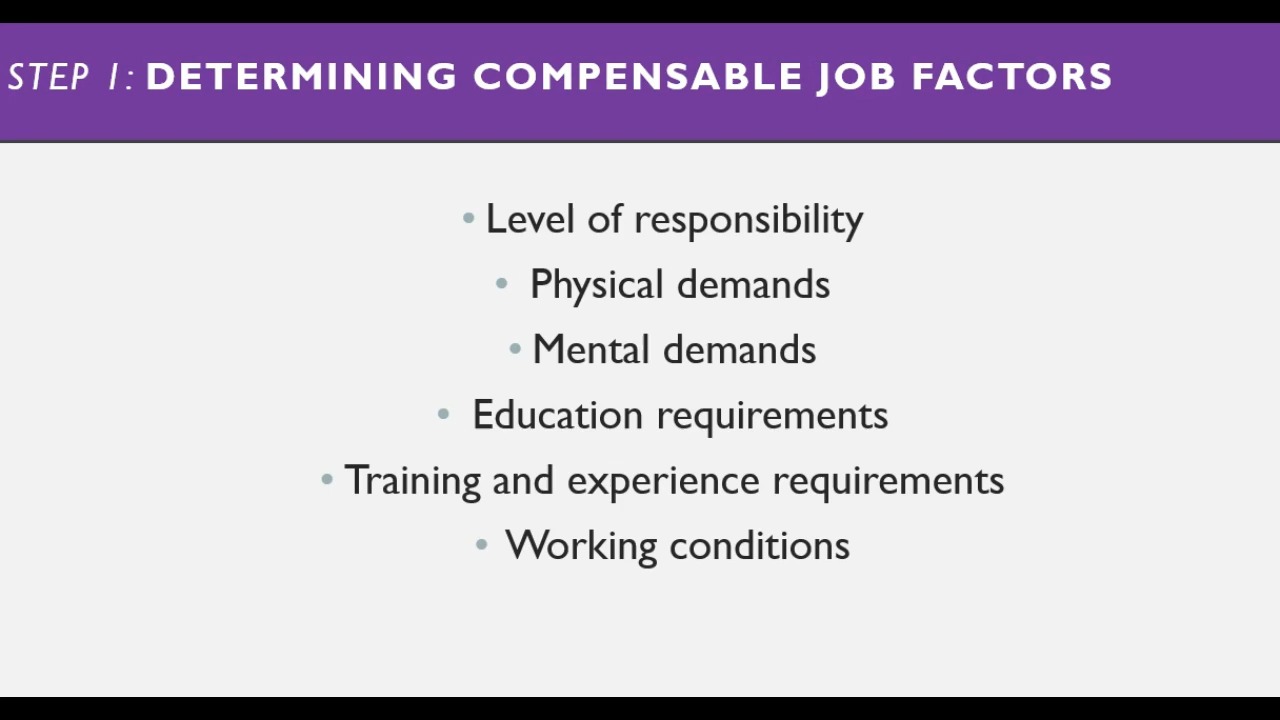 STEP 1: DETERMINING COMPENSABLE JOB FACTORS
• Level of responsibility
• Physical demands
• Mental demands
• Education requirements
• Training and experience requirements
• Working conditions